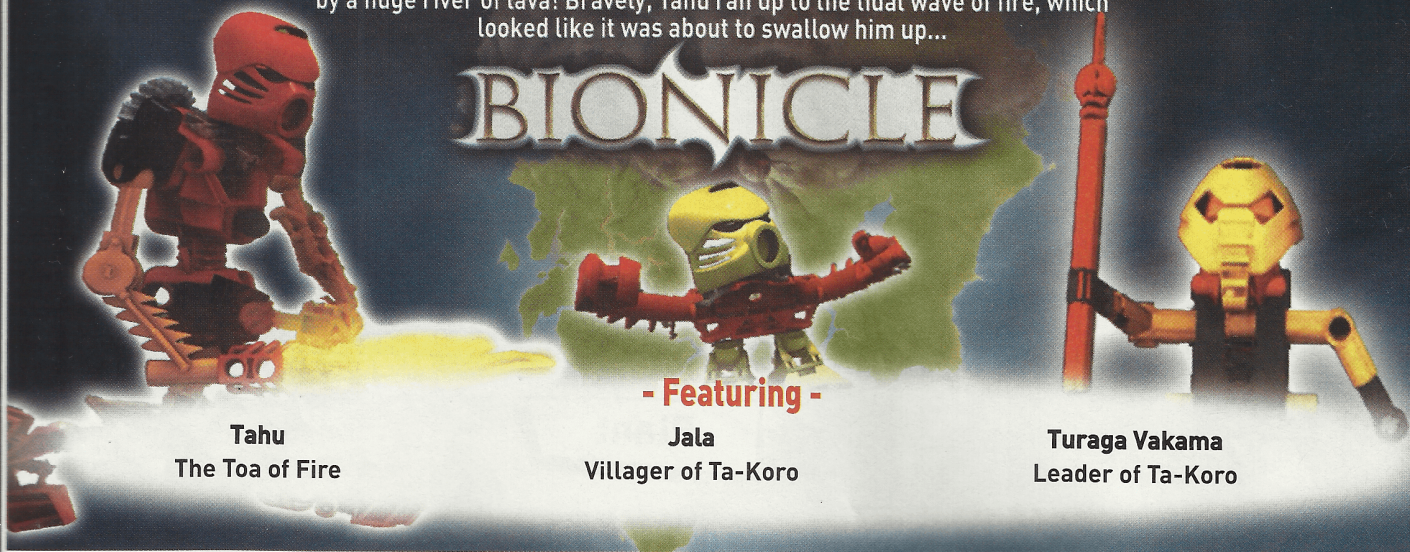 by a huge river of lava! Bravely, Tahu ran up to the tidal wave of fire, which
looked like it was about to swallow him up...
BIONICLE
- Featuring -
Tahu
The Toa of Fire
Jala
Villager of Ta-Koro
Turaga Vakama
Leader of Ta-Koro